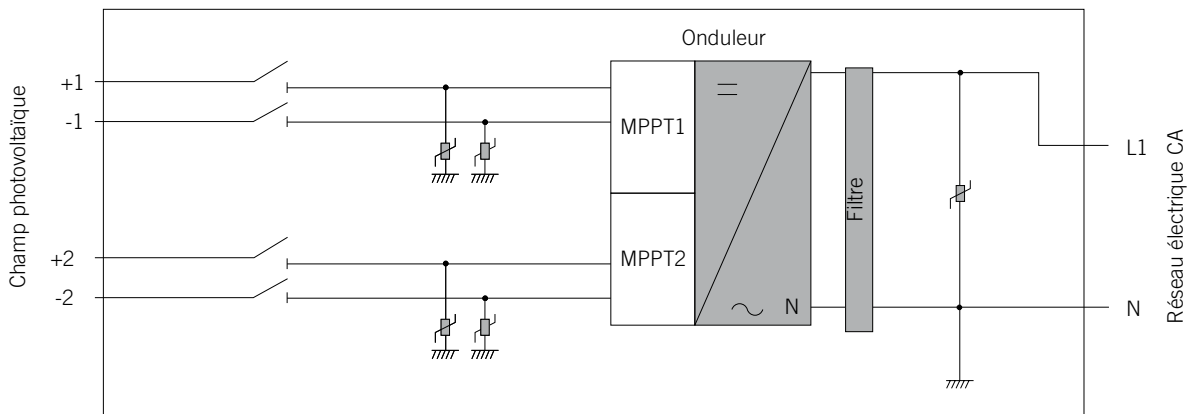 Onduleur
Champ photovoltaïque
+1
-1
+2
-2
MPPT1
MPPT2
N
Filtre
L1
N
Réseau électrique CA